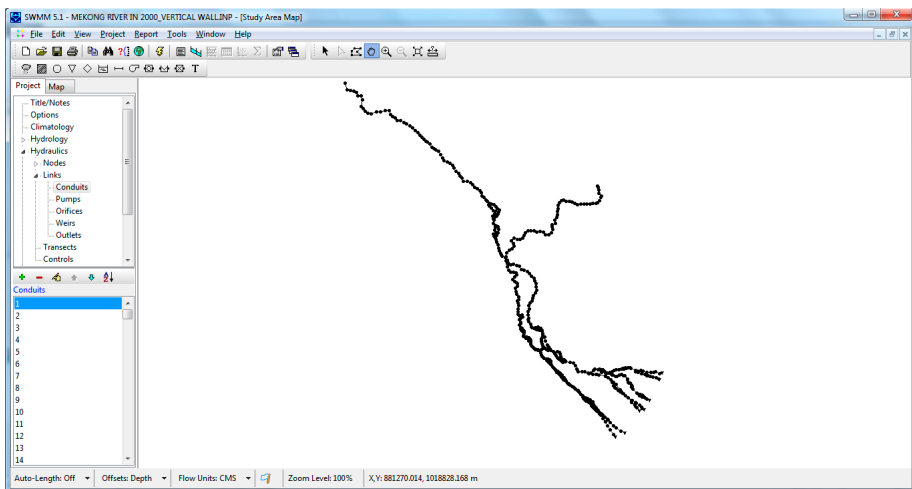 SWMM 5.1 - MEKONG RIVER IN 2000_VERTICAL WALL.INP - [Study Area Map]
File Edit View Project Report Tools Window Help
T
Project Map
Title/Notes
Options
Climatology
Hydrology
Hydraulics
Nodes
Links
Conduits
Pumps
Orifices
Weirs
Outlets
Transects
Controls
Conduits
1
2
3
4
5
6
7
8
9
10
11
12
13
14
Auto-Length: Off Offsets: Depth Flow Units: CMS Zoom Level: 100% X,Y: 881270.014, 1018828.168 m